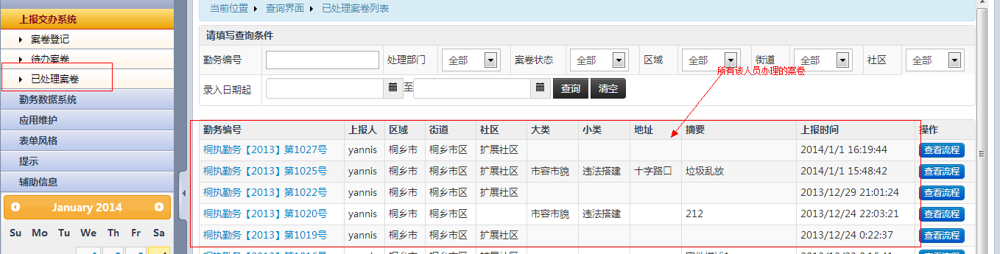 当前位置 查询界面 已处理案卷列表
上报交办系统
案卷登记
待办案卷
已处理案卷
勤务数据系统
应用维护
表单风格
提示
辅助信息
January 2014
Su Mo Tu We Th Fr Sa
请填写查询条件
勤务编号 处理部门 全部 案卷状态 全部 区域 全部 街道 全部 社区 全部
所有该人员办理的案卷
录入日期起 至 查询 清空
勤务编号 上报人 区域 街道 社区 大类 小类 地址 摘要 上报时间 操作
桐执勤务【2013】第1027号 yannis 桐乡市 桐乡市区 扩展社区 2014/1/1 16:19:44 查看流程
桐执勤务【2013】第1025号 yannis 桐乡市 桐乡市区 扩展社区 市容市貌 违法搭建 十字路口 垃圾乱放 2014/1/1 15:48:42 查看流程
桐执勤务【2013】第1022号 yannis 桐乡市 桐乡市区 扩展社区 2013/12/29 21:01:24 查看流程
桐执勤务【2013】第1020号 yannis 桐乡市 桐乡市区 市容市貌 违法搭建 212 2013/12/24 22:03:21 查看流程
桐执勤务【2013】第1019号 yannis 桐乡市 桐乡市区 扩展社区 2013/12/24 0:22:37 查看流程